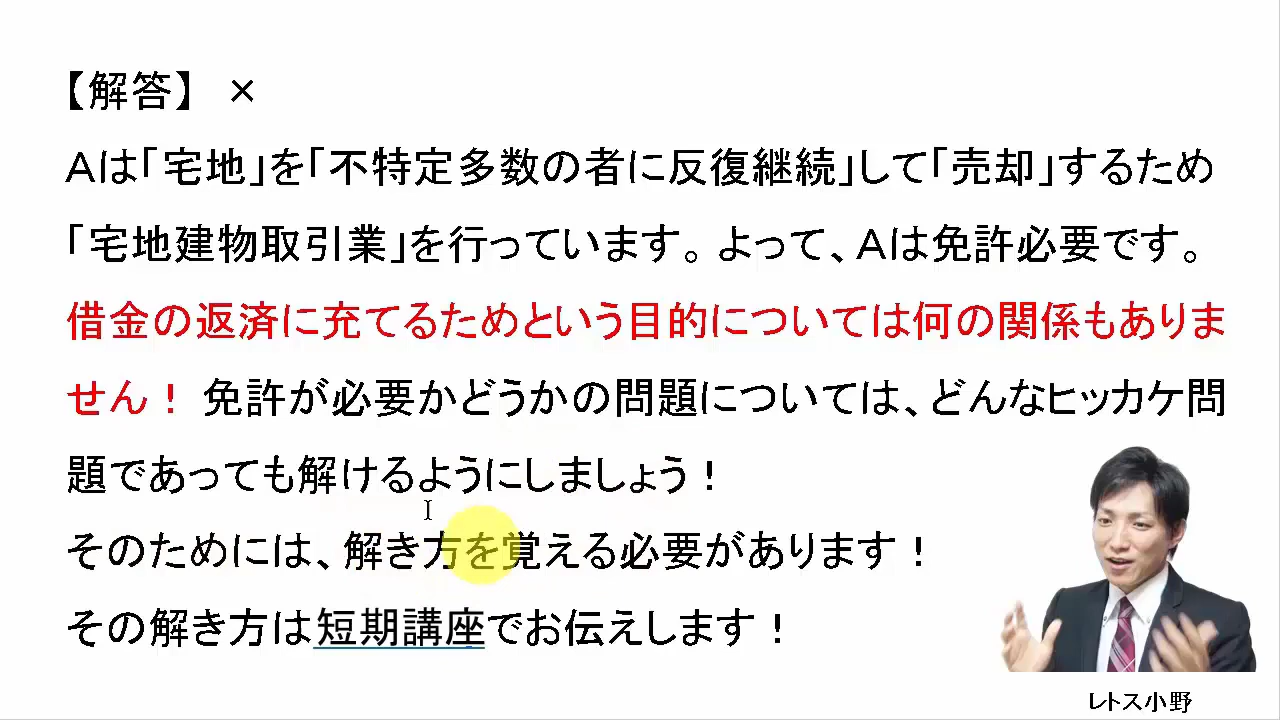 【解答】 ×
Aは「宅地」を「不特定多数の者に反復継続」して「売却」するため
「宅地建物取引業」を行っています。よって、Aは免許必要です。
借金の返済に充てるためという目的については何の関係もありま
せん！ 免許が必要かどうかの問題については、どんなヒッカケ問
題であっても解けるようにしましょう！
そのためには、解き方を覚える必要があります！
その解き方は短期講座でお伝えします！
レトス小野